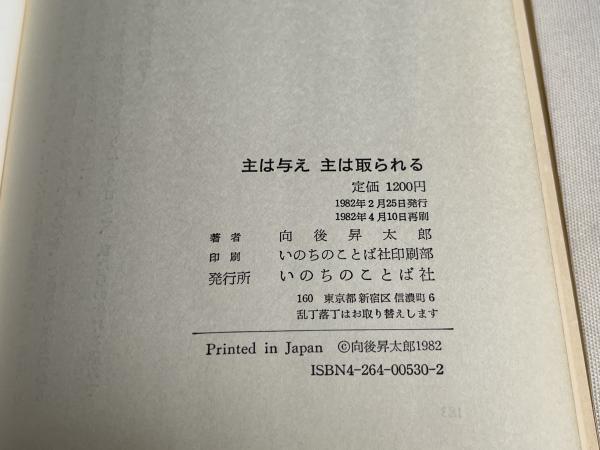 主は与え 主は取られる
定価 1200円
1982年2月25日発行
1982年4月10日再刷
著者 向後昇太郎
印刷 いのちのことば社印刷部
発行所 いのちのことば社
160 東京都新宿区信濃町6
乱丁落丁はお取り替えします
Printed in Japan ©向後昇太郎1982
ISBN4-264-00530-2
183